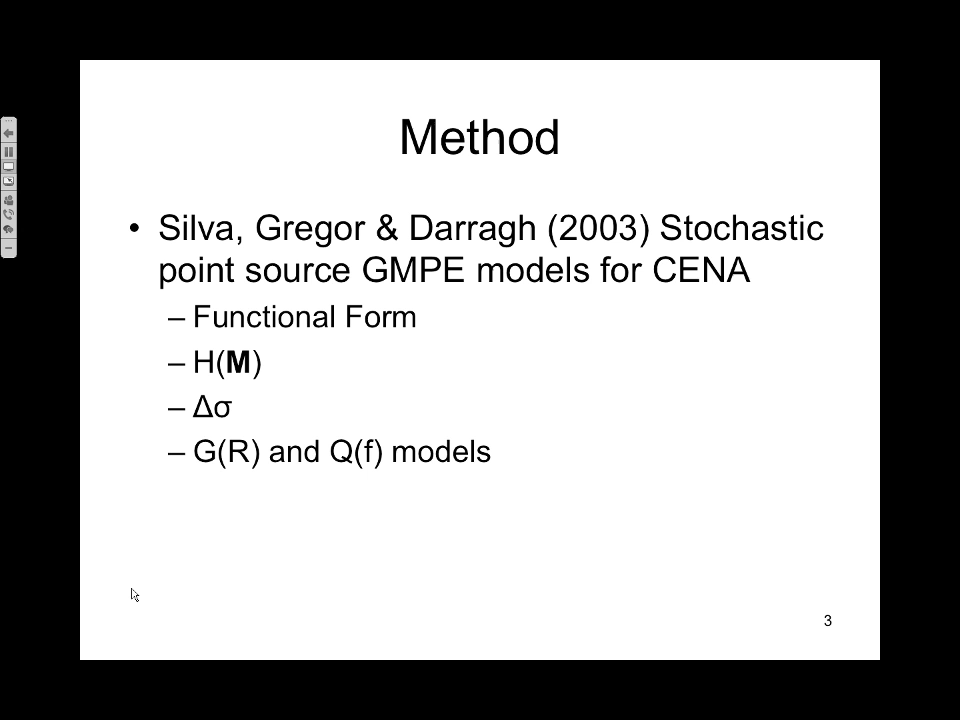 Method
• Silva, Gregor & Darragh (2003) Stochastic
point source GMPE models for CENA
– Functional Form
– H(M)
– Δσ
– G(R) and Q(f) models
3